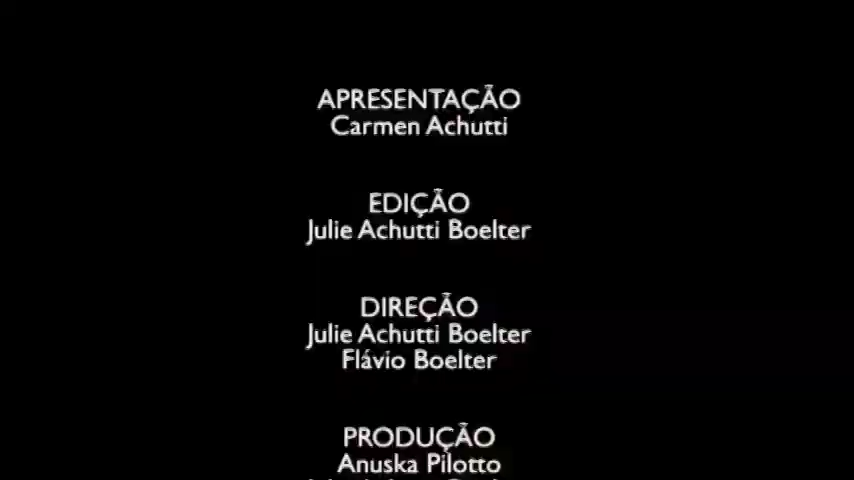 APRESENTAÇÃO
Carmen Achutti
EDIÇÃO
Julie Achutti Boelter
DIREÇÃO
Julie Achutti Boelter
Flávio Boelter
PRODUÇÃO
Anuska Pilotto